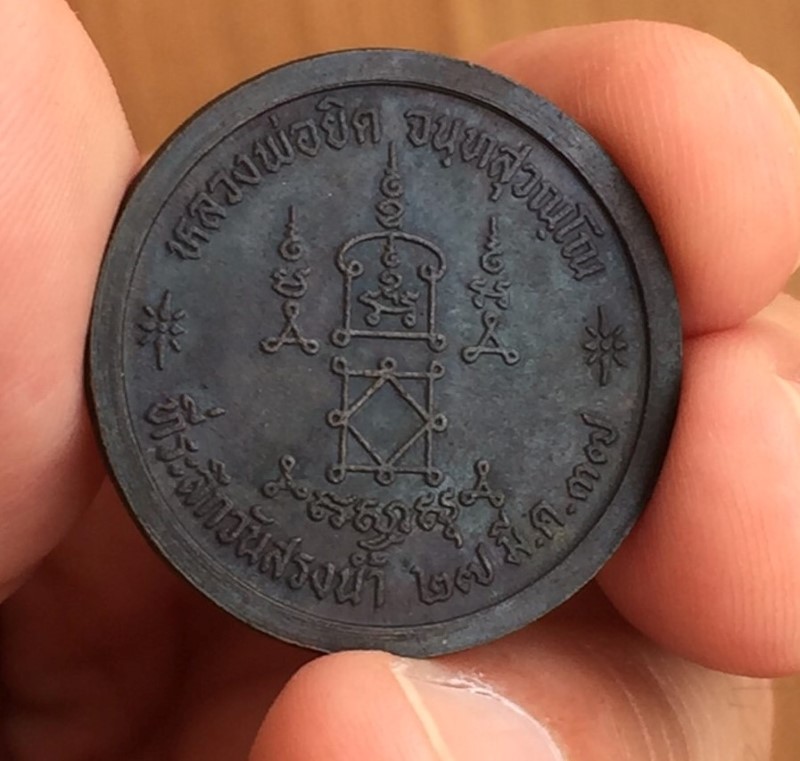 หลวงพ่อยิด จนฺทสุวณฺโณ
ที่ระลึกวันสรงน้ำ ๒๗ มี.ค.๓๗